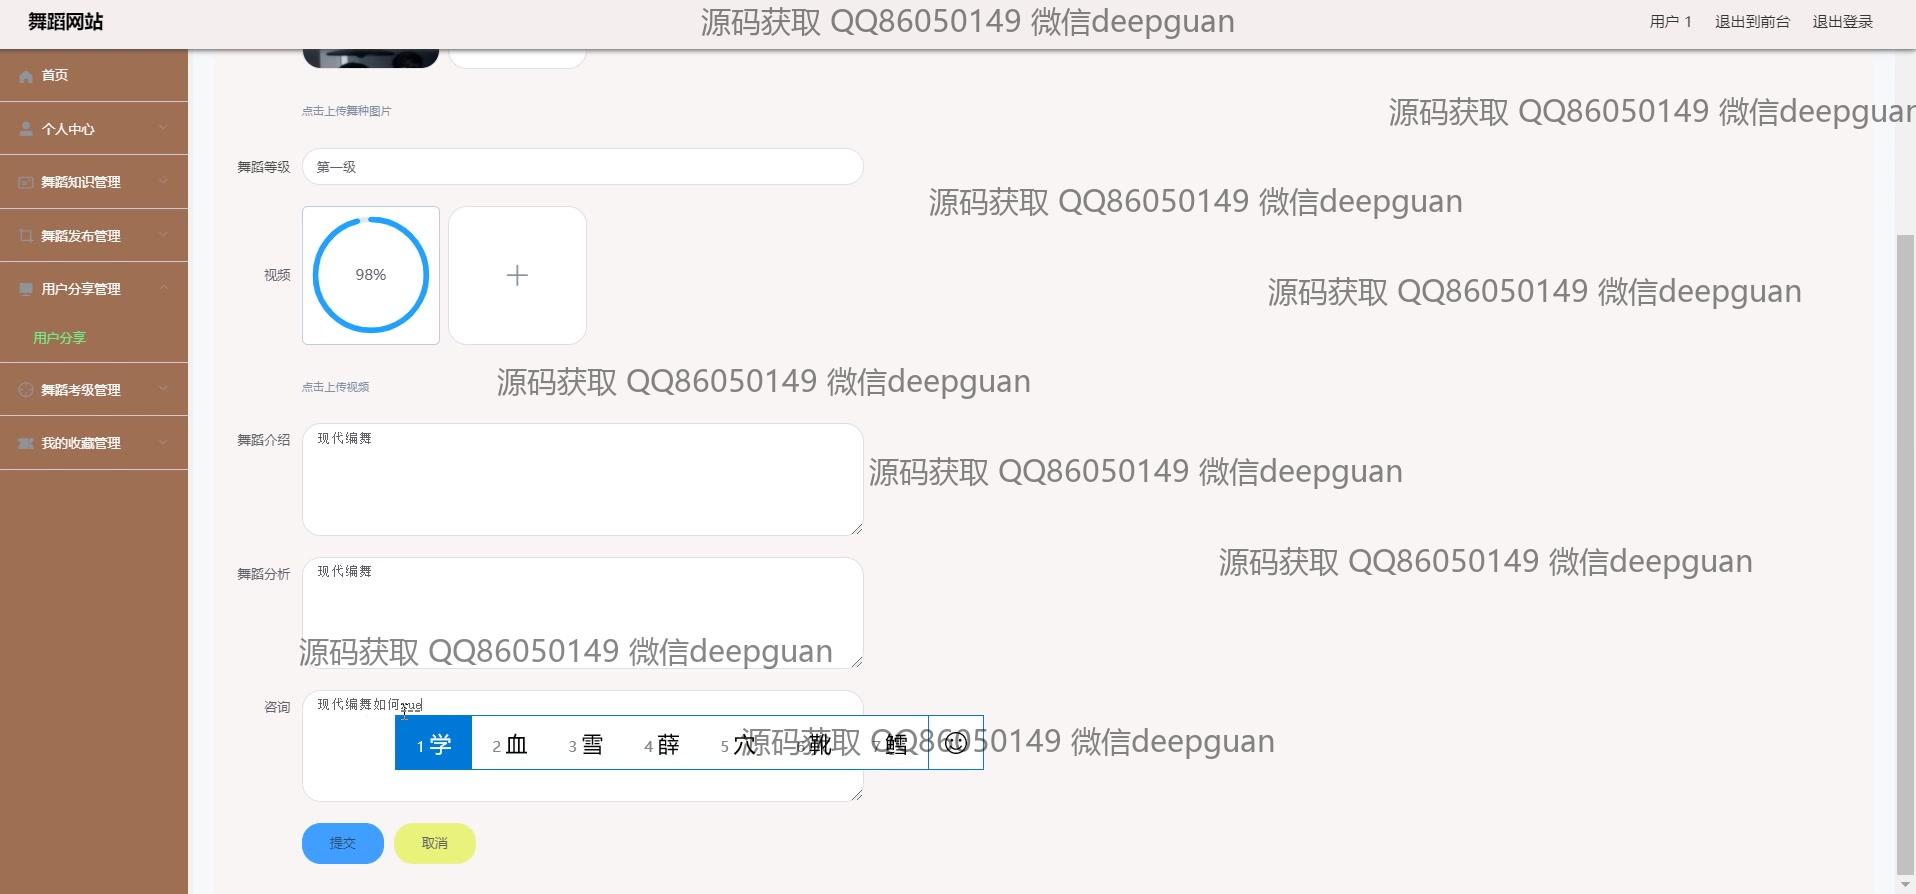 舞蹈网站
源码获取 QQ86050149 微信deepguan
用户 1
退出到前台
退出登录
首页
个人中心
舞蹈知识管理
舞蹈发布管理
用户分享管理
用户分享
舞蹈考级管理
我的收藏管理
点击上传舞种图片
源码获取 QQ86050149 微信deepguan
舞蹈等级
第一级
源码获取 QQ86050149 微信deepguan
视频
98%
源码获取 QQ86050149 微信deepguan
点击上传视频
源码获取 QQ86050149 微信deepguan
舞蹈介绍
现代编舞
源码获取 QQ86050149 微信deepguan
舞蹈分析
现代编舞
源码获取 QQ86050149 微信deepguan
源码获取 QQ86050149 微信deepguan
咨询
现代编舞如何xue
1 学 2 血 3 雪 4 薛 5 穴 6 靴 7 鳕
源码获取 QQ86050149 微信deepguan
提交
取消